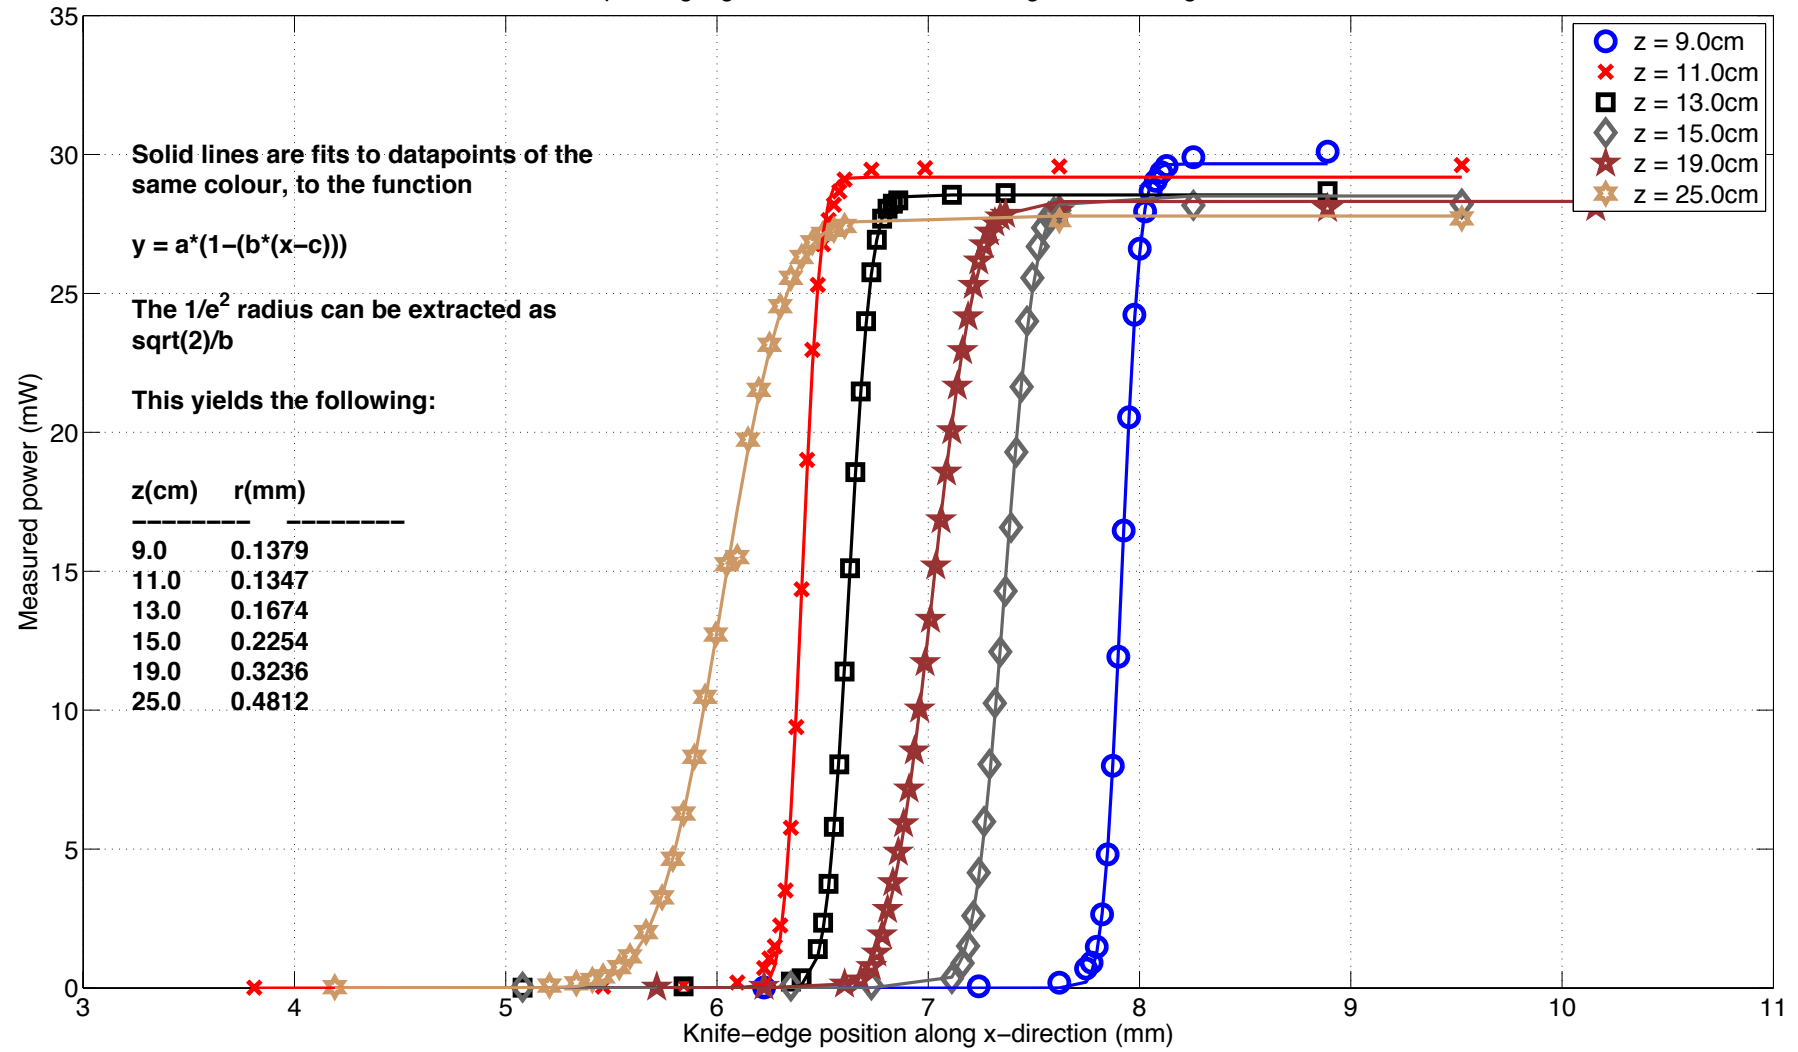 35
30
25
20
15
10
5
0
Measured power (mW)
Solid lines are fits to datapoints of the
same colour, to the function
y = a*(1−(b*(x−c)))
The 1/e2 radius can be extracted as
sqrt(2)/b
This yields the following:
z(cm) r(mm)
−−−−−−−− −−−−−−−−
9.0 0.1379
11.0 0.1347
13.0 0.1674
15.0 0.2254
19.0 0.3236
25.0 0.4812
z = 9.0cm
z = 11.0cm
z = 13.0cm
z = 15.0cm
z = 19.0cm
z = 25.0cm
3 4 5 6 7 8 9 10 11
Knife−edge position along x−direction (mm)